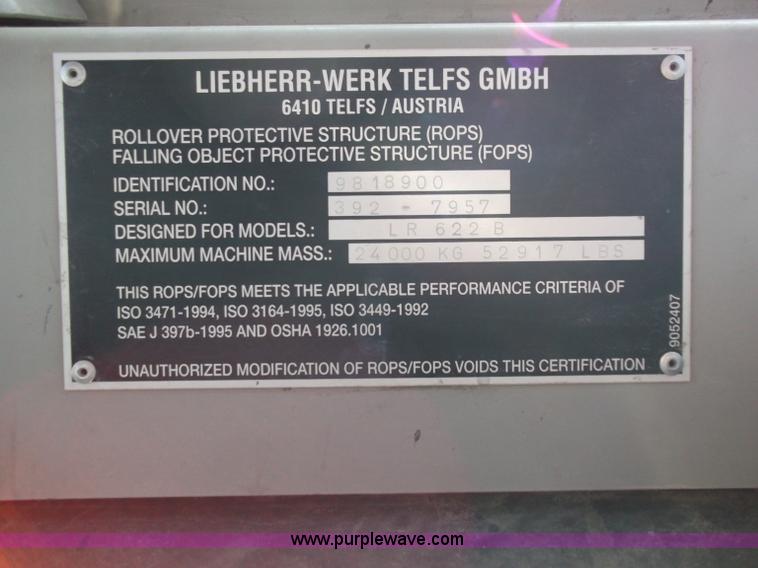 LIEBHERR-WERK TELFS GMBH
6410 TELFS / AUSTRIA
ROLLOVER PROTECTIVE STRUCTURE (ROPS)
FALLING OBJECT PROTECTIVE STRUCTURE (FOPS)
IDENTIFICATION NO.: 9818900
SERIAL NO.: 392 - 7957
DESIGNED FOR MODELS.: LR 622 B
MAXIMUM MACHINE MASS.: 24000 KG 52917 LBS
THIS ROPS/FOPS MEETS THE APPLICABLE PERFORMANCE CRITERIA OF
ISO 3471-1994, ISO 3164-1995, ISO 3449-1992
SAE J 397b-1995 AND OSHA 1926.1001
UNAUTHORIZED MODIFICATION OF ROPS/FOPS VOIDS THIS CERTIFICATION
9052407
www.purplewave.com